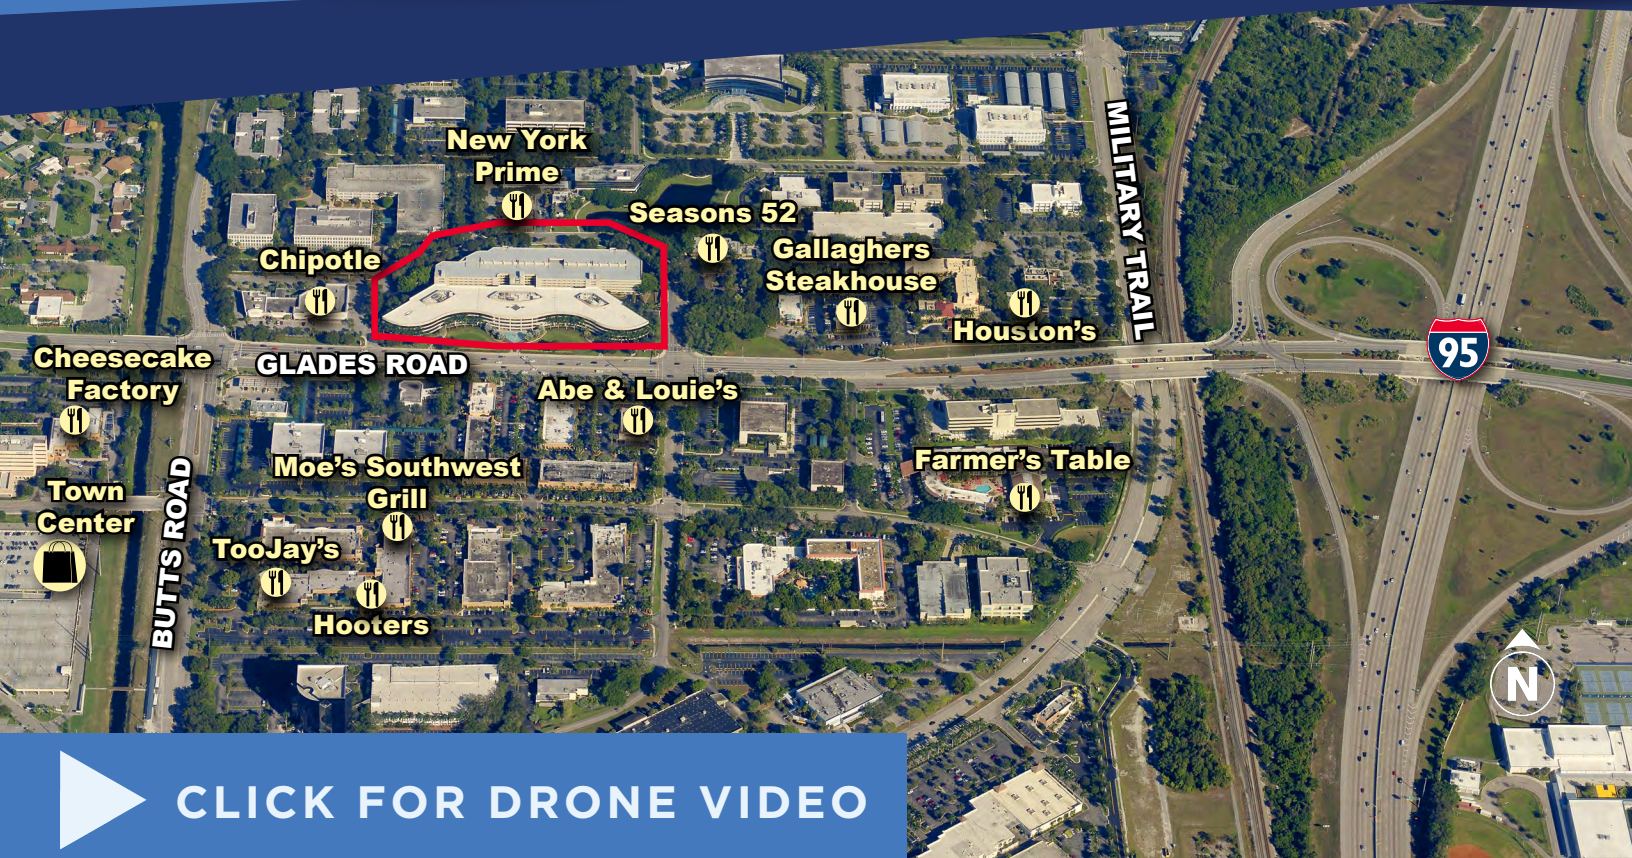 New York
Prime
MILITARY TRAIL
Seasons 52
Gallaghers
Steakhouse
Chipotle
Houston's
95
Cheesecake
Factory
GLADES ROAD
Abe & Louie's
Moe's Southwest
Grill
Farmer's Table
Town
Center
BUTTS ROAD
TooJay's
Hooters
N
CLICK FOR DRONE VIDEO